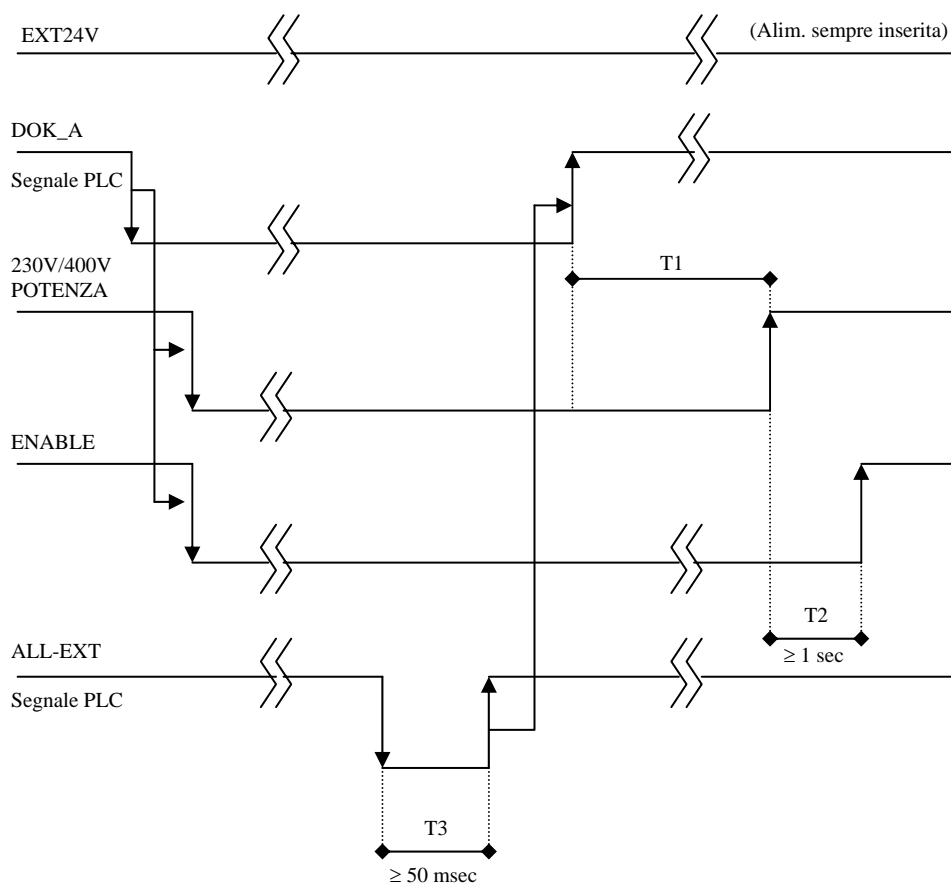 EXT24V
(Alim. sempre inserita)
DOK_A
Segnale PLC
230V/400V
POTENZA
T1
ENABLE
T2
≥ 1 sec
ALL-EXT
Segnale PLC
T3
≥ 50 msec